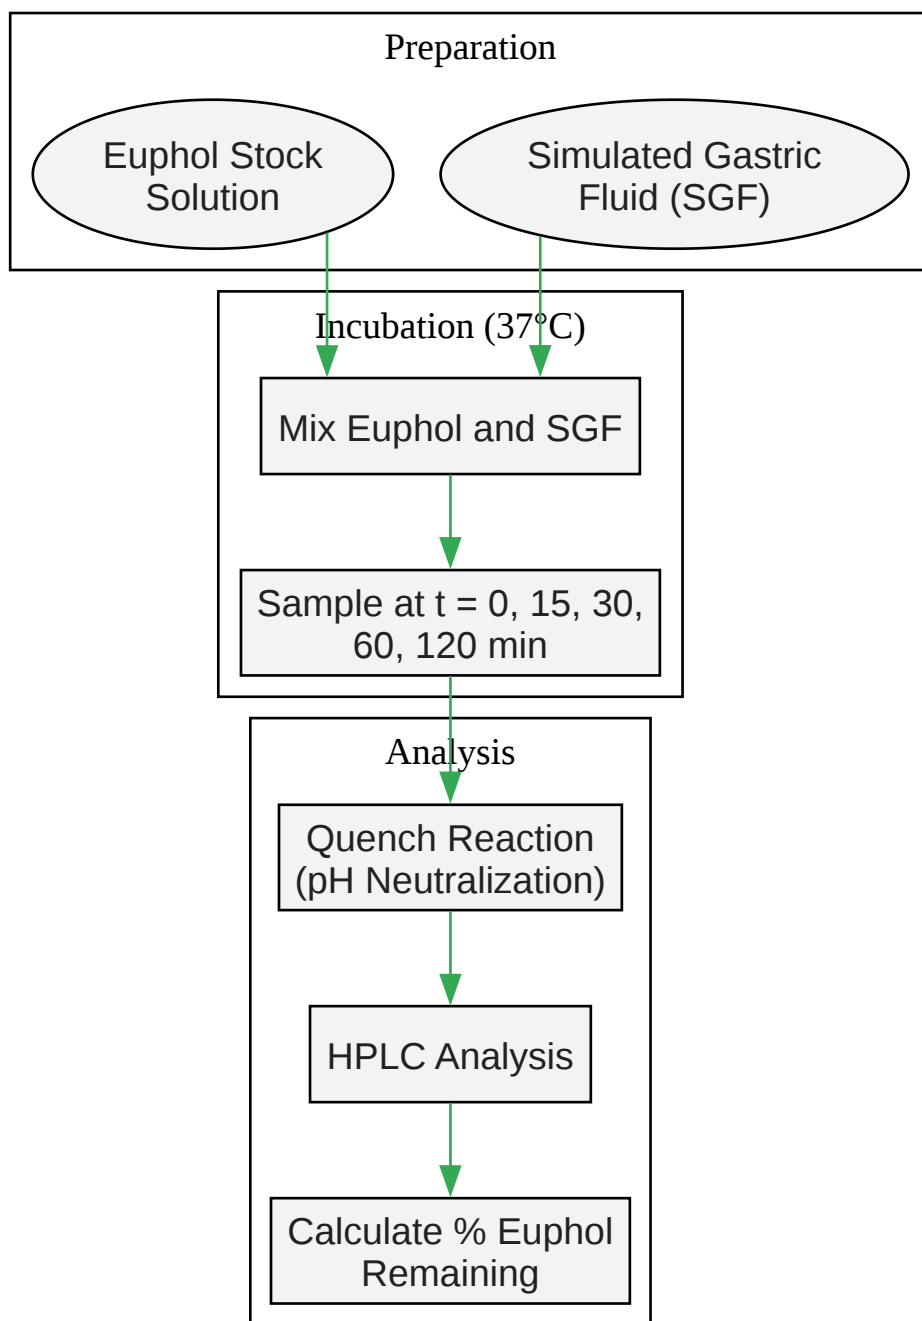 Preparation
Euphol Stock
Solution
Simulated Gastric
Fluid (SGF)
Incubation (37°C)
Mix Euphol and SGF
Sample at t = 0, 15, 30,
60, 120 min
Analysis
Quench Reaction
(pH Neutralization)
HPLC Analysis
Calculate % Euphol
Remaining